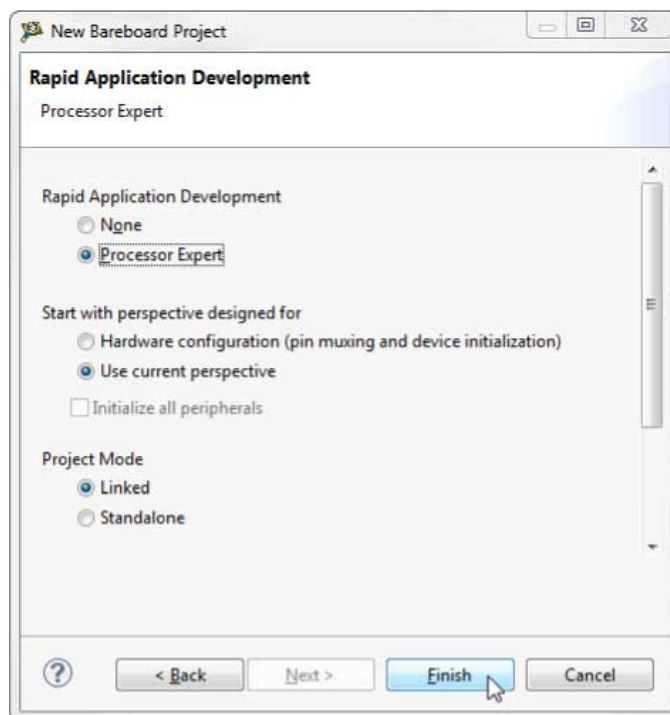 New Bareboard Project
Rapid Application Development
Processor Expert
Rapid Application Development
None
Processor Expert
Start with perspective designed for
Hardware configuration (pin muxing and device initialization)
Use current perspective
Initialize all peripherals
Project Mode
Linked
Standalone
? < Back Next > Finish Cancel